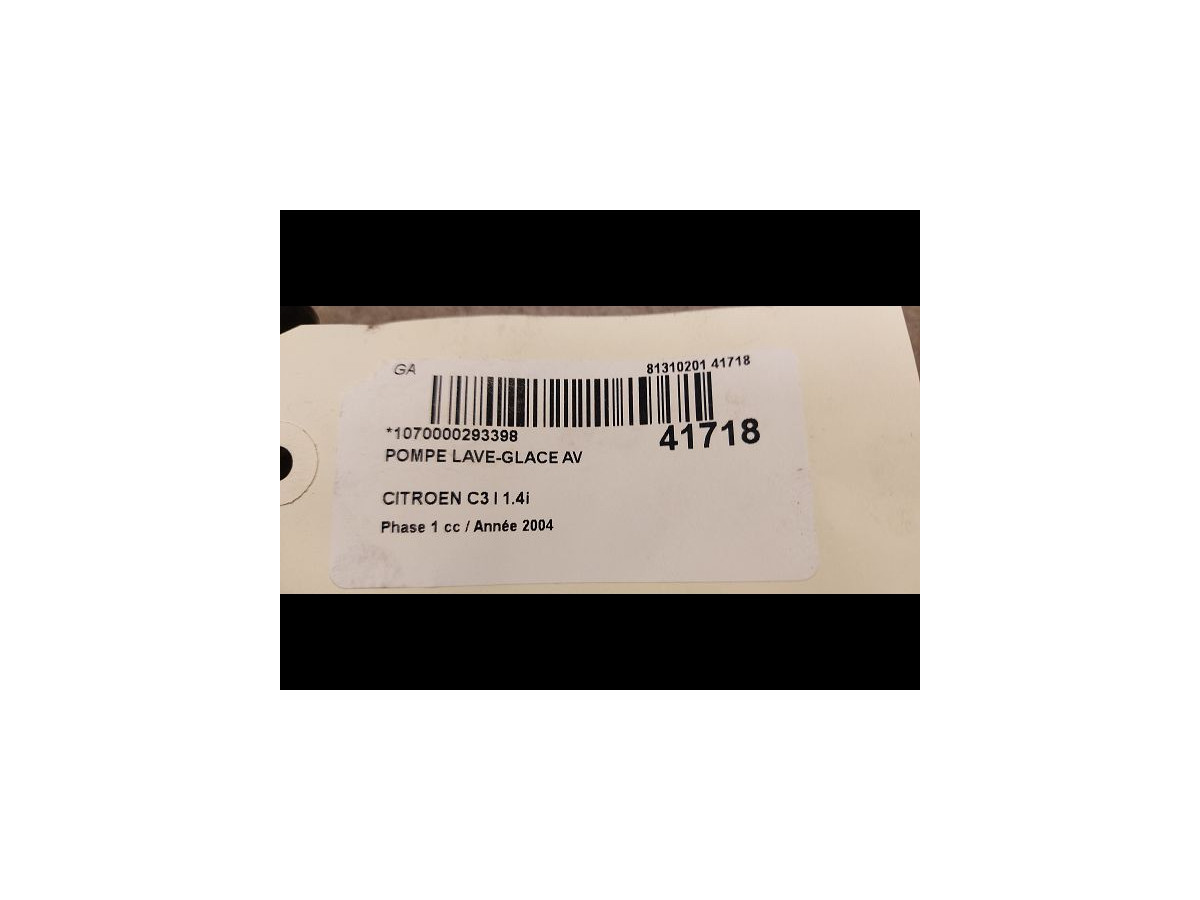 GA
81310201 41718
*1070000293398
41718
POMPE LAVE-GLACE AV
CITROEN C3 I 1.4i
Phase 1 cc / Année 2004